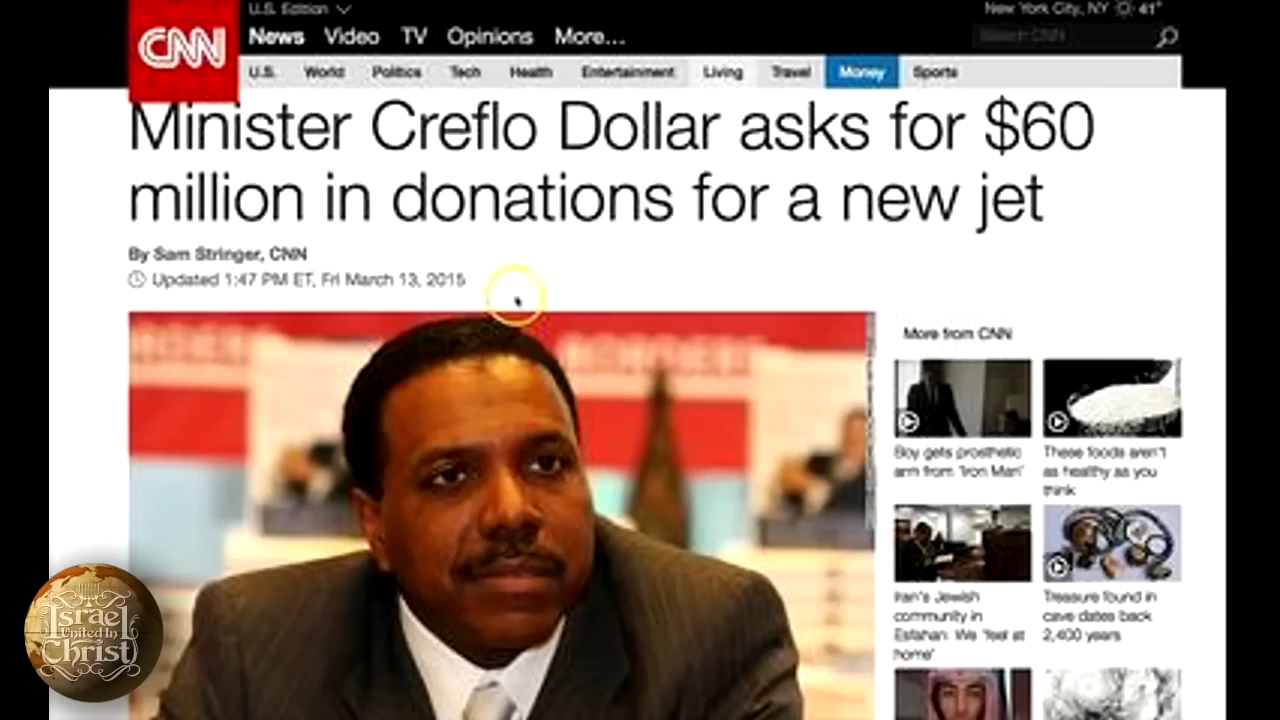 U.S. Edition
New York City, NY 41°
CNN
News Video TV Opinions More...
Search CNN
U.S. World Politics Tech Health Entertainment Living Travel Money Sports
Minister Creflo Dollar asks for $60
million in donations for a new jet
By Sam Stringer, CNN
Updated 1:47 PM ET, Fri March 13, 2015
More from CNN
Boy gets prosthetic
arm from 'Iron Man'
These foods aren't
as healthy as you
think
Iran's Jewish
community in
Esfahan: We 'feel at
home'
Treasure found in
cave dates back
2,400 years
Israel
United In
Christ